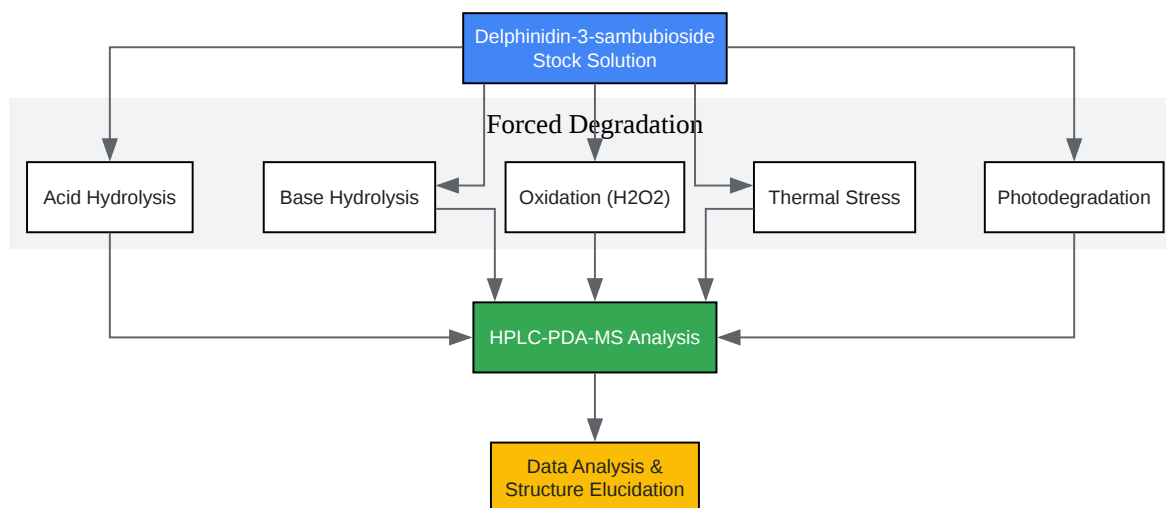 Delphinidin-3-sambubioside
Stock Solution
Forced Degradation
Acid Hydrolysis
Base Hydrolysis
Oxidation (H2O2)
Thermal Stress
Photodegradation
HPLC-PDA-MS Analysis
Data Analysis &
Structure Elucidation